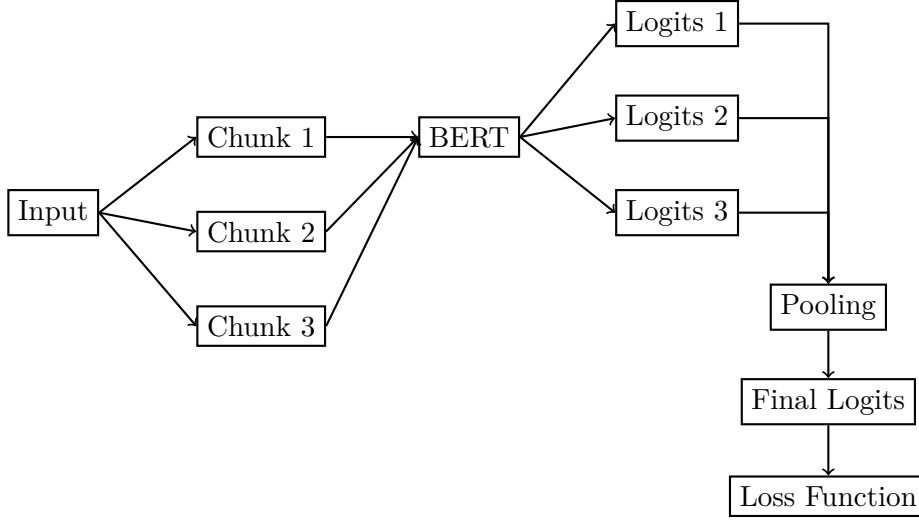 Input
Chunk 1
Chunk 2
Chunk 3
BERT
Logits 1
Logits 2
Logits 3
Pooling
Final Logits
Loss Function